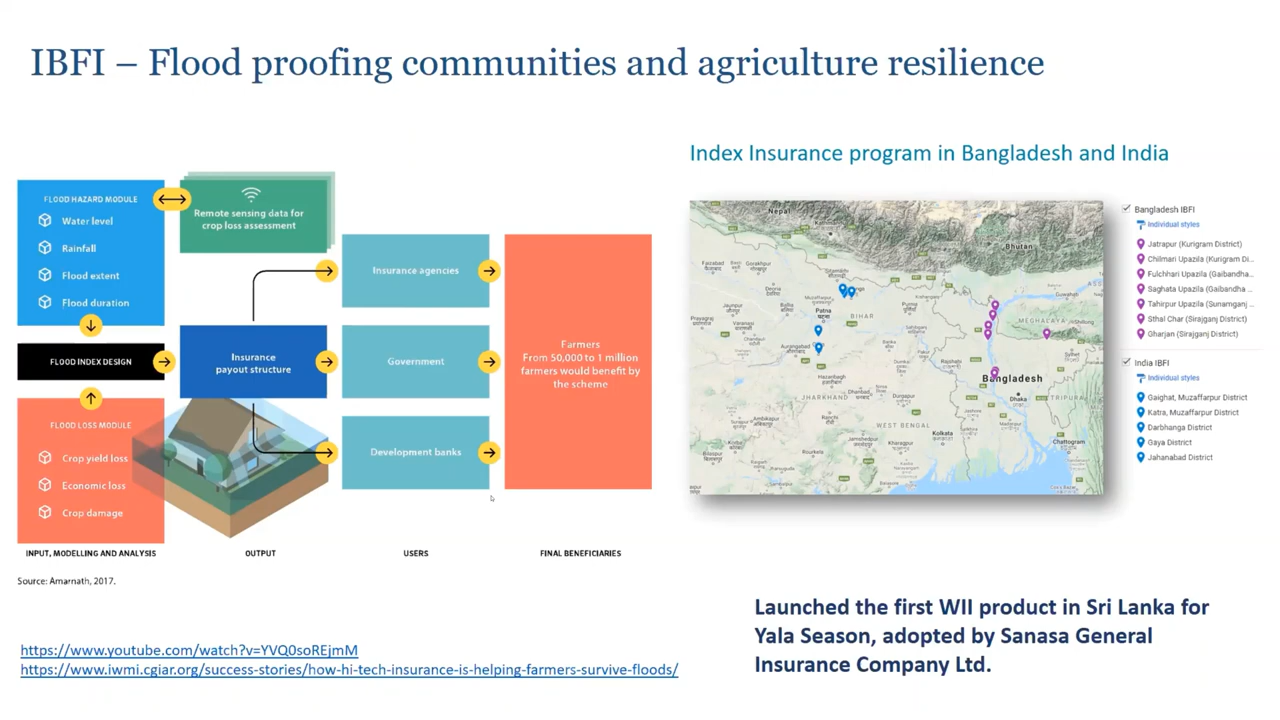 IBFI – Flood proofing communities and agriculture resilience
FLOOD HAZARD MODULE
Water level
Rainfall
Flood extent
Flood duration
FLOOD INDEX DESIGN
FLOOD LOSS MODULE
Crop yield loss
Economic loss
Crop damage
INPUT, MODELLING AND ANALYSIS
Remote sensing data for
crop loss assessment
Insurance
payout structure
OUTPUT
Insurance agencies
Government
Development banks
USERS
Farmers
From 50,000 to 1 million
farmers would benefit by
the scheme
FINAL BENEFICIARIES
Source: Amarnath, 2017.
https://www.youtube.com/watch?v=YVQ0soREjmM
https://www.iwmi.cgiar.org/success-stories/how-hi-tech-insurance-is-helping-farmers-survive-floods/
Index Insurance program in Bangladesh and India
Nepal
Bhutan
Patna
BIHAR
MEGHALAYA
Bangladesh
Dhaka
JHARKHAND
WEST BENGAL
TRIPURA
Kolkata
Chattogram
Bangladesh IBFI
Individual styles
Jatrapur (Kurigram District)
Chilmari Upazila (Kurigram Di...
Fulchhari Upazila (Gaibandha...
Saghata Upazila (Gaibandha ...
Tahirpur Upazila (Sunamganj ...
Sthal Char (Sirajganj District)
Gharjan (Sirajganj District)
India IBFI
Individual styles
Gaighat, Muzaffarpur District
Katra, Muzaffarpur District
Darbhanga District
Gaya District
Jahanabad District
Launched the first WII product in Sri Lanka for
Yala Season, adopted by Sanasa General
Insurance Company Ltd.